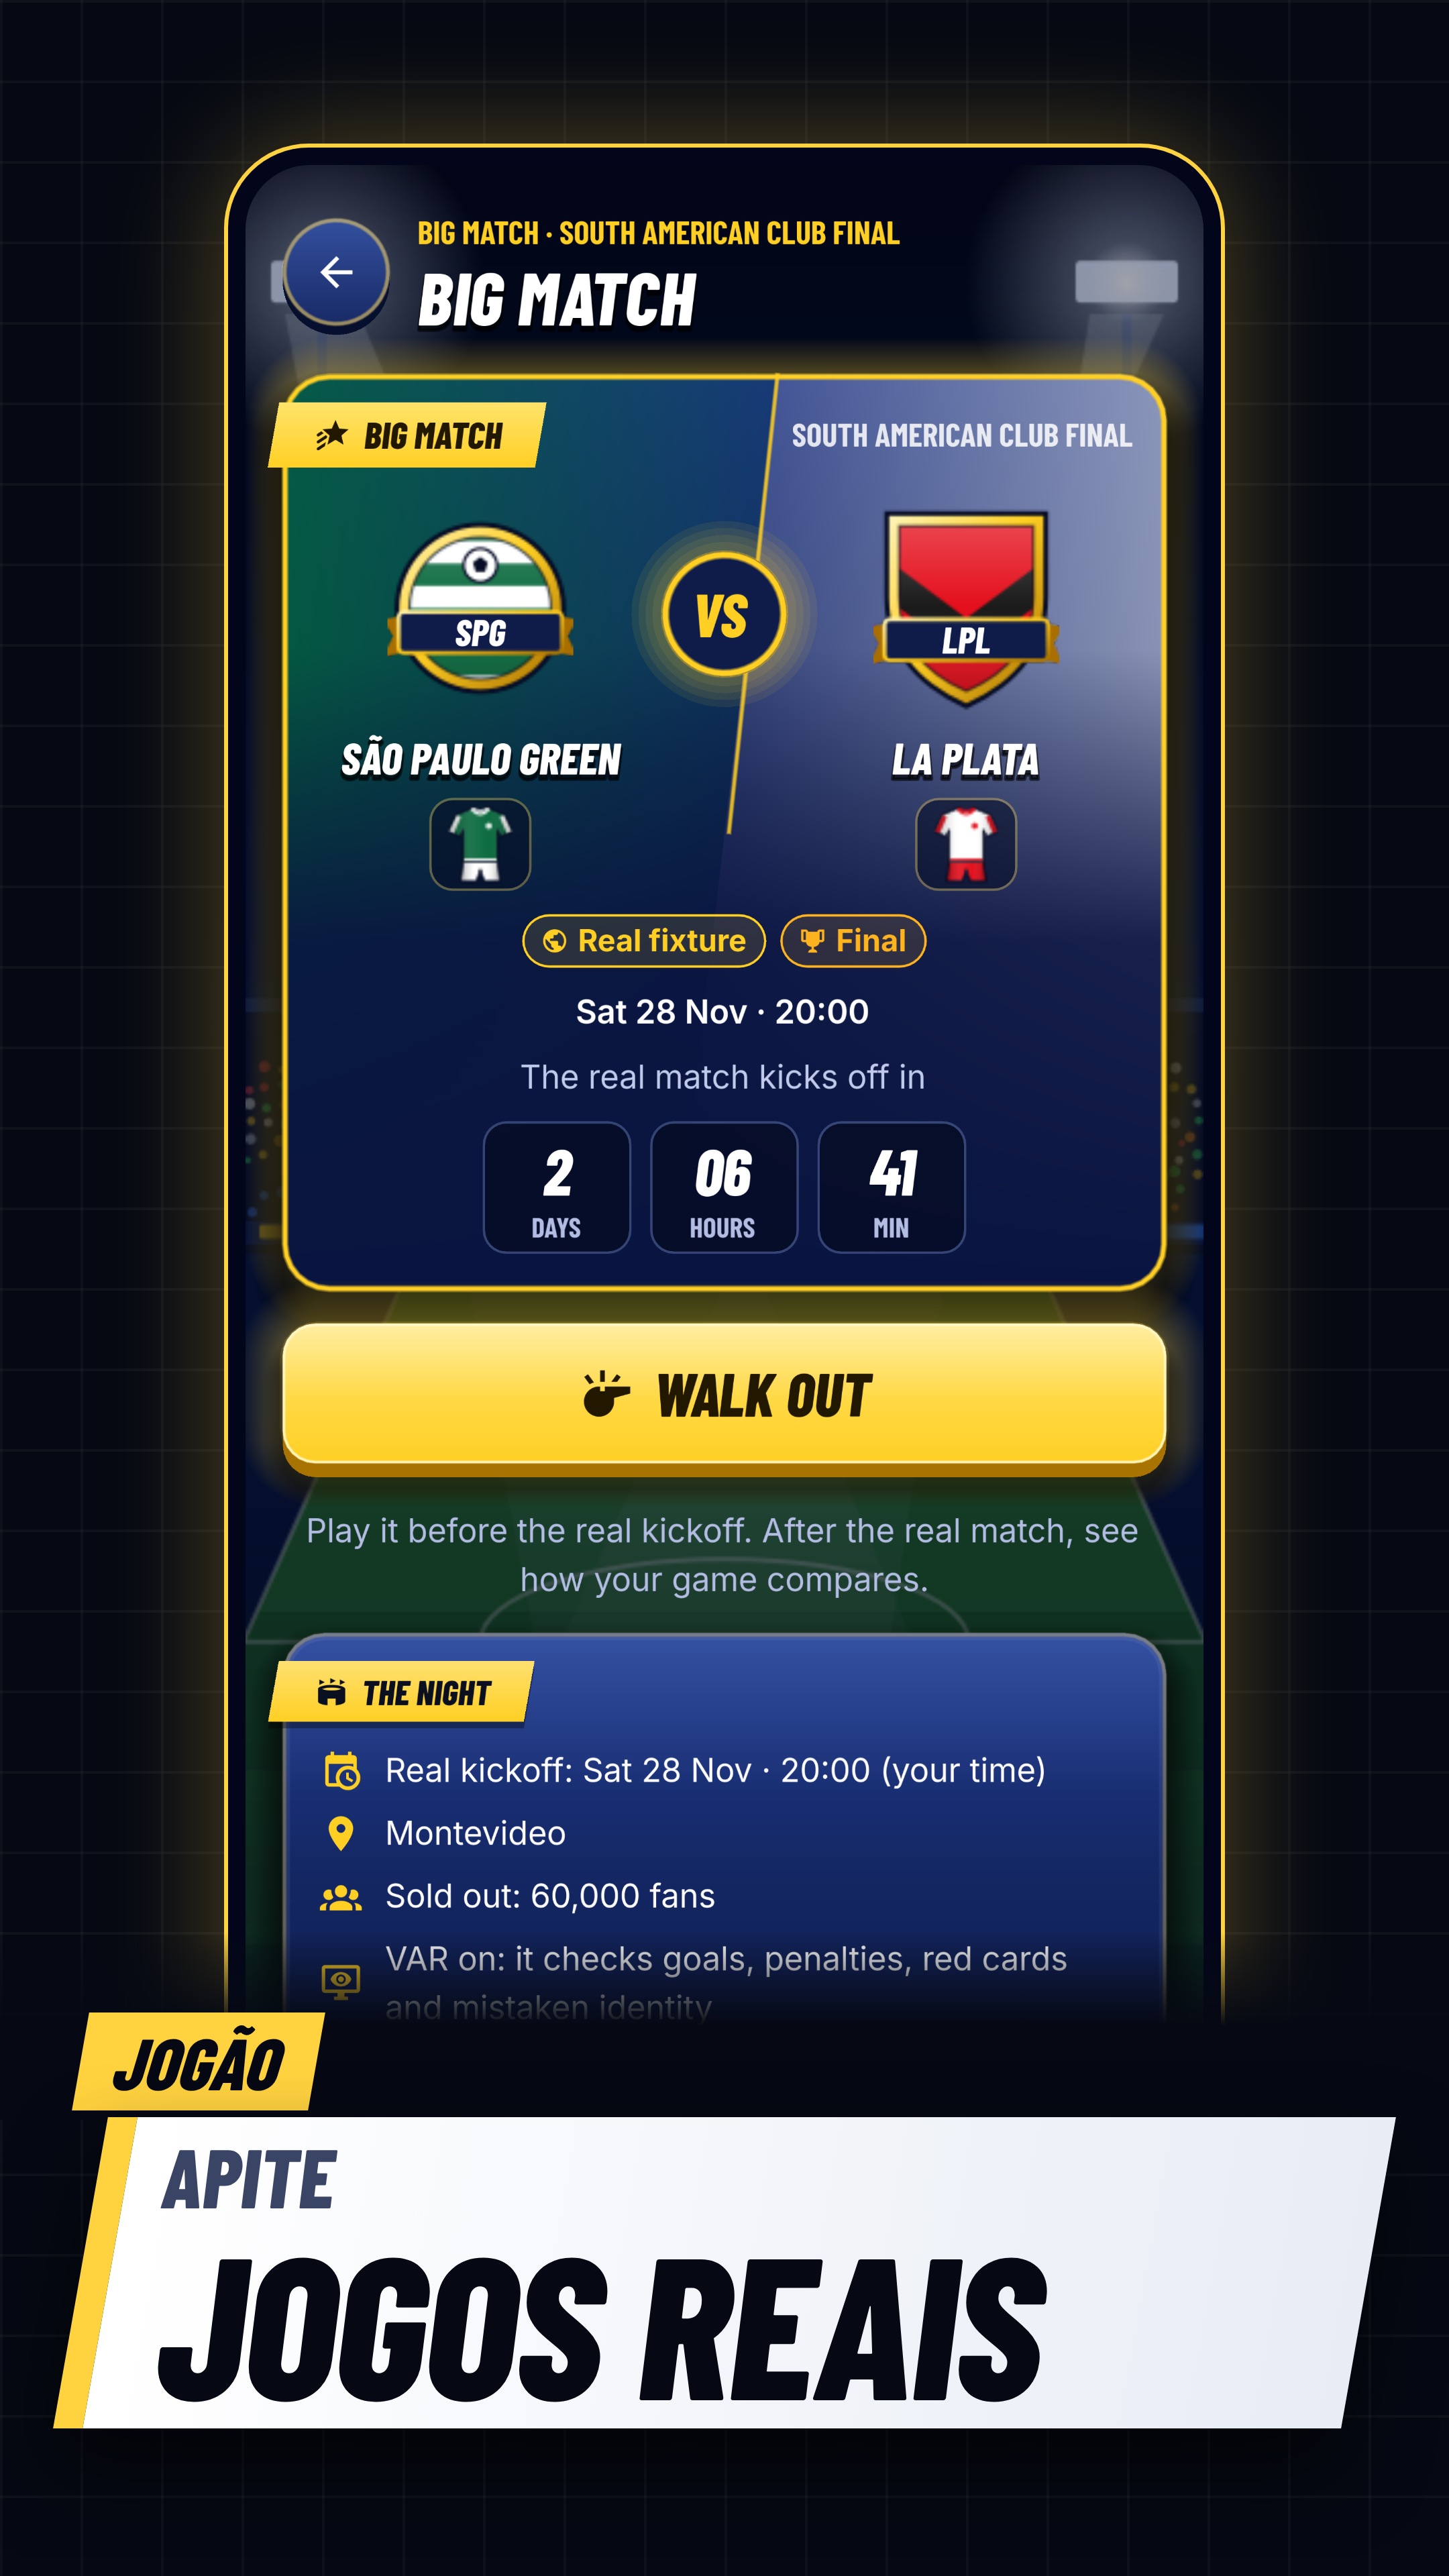 BIG MATCH · SOUTH AMERICAN CLUB FINAL
BIG MATCH
BIG MATCH
SOUTH AMERICAN CLUB FINAL
SPG
VS
LPL
SÃO PAULO GREEN
LA PLATA
Real fixture
Final
Sat 28 Nov · 20:00
The real match kicks off in
2
06
41
DAYS
HOURS
MIN
WALK OUT
Play it before the real kickoff. After the real match, see
how your game compares.
THE NIGHT
Real kickoff: Sat 28 Nov · 20:00 (your time)
Montevideo
Sold out: 60,000 fans
VAR on: it checks goals, penalties, red cards
and mistaken identity
JOGÃO
APITE
JOGOS REAIS